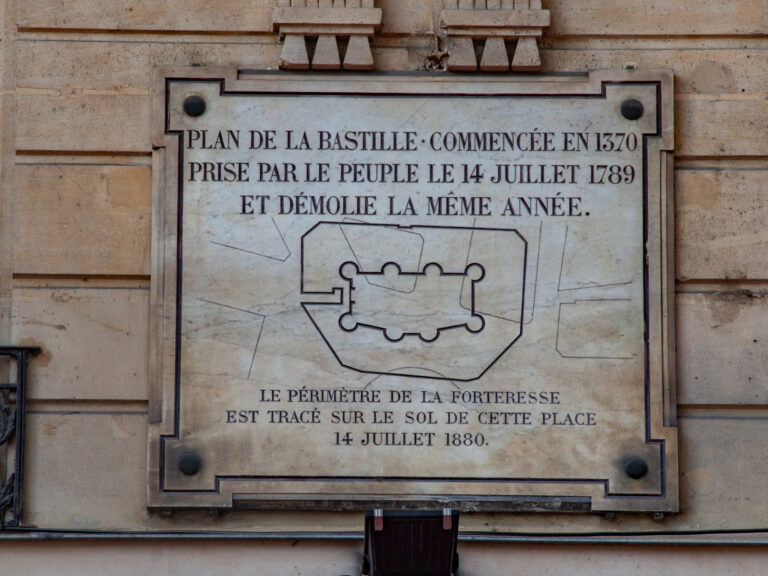 PLAN DE LA BASTILLE · COMMENCÉE EN 1370
PRISE PAR LE PEUPLE LE 14 JUILLET 1789
ET DÉMOLIE LA MÊME ANNÉE.
LE PÉRIMÈTRE DE LA FORTERESSE
EST TRACÉ SUR LE SOL DE CETTE PLACE
14 JUILLET 1880.